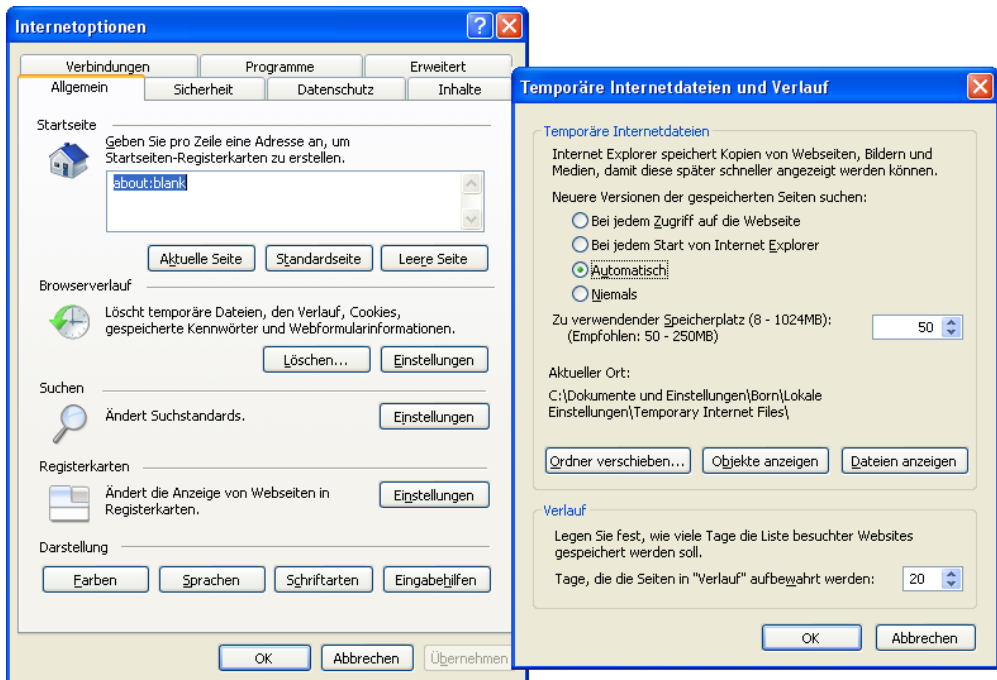 Internetoptionen
Verbindungen Programme Erweitert
Allgemein Sicherheit Datenschutz Inhalte
Startseite
Geben Sie pro Zeile eine Adresse an, um
Startseiten-Registerkarten zu erstellen.
about:blank
Aktuelle Seite Standardseite Leere Seite
Browserverlauf
Löscht temporäre Dateien, den Verlauf, Cookies,
gespeicherte Kennwörter und Webformularinformationen.
Löschen... Einstellungen
Suchen
Ändert Suchstandards. Einstellungen
Registerkarten
Ändert die Anzeige von Webseiten in
Registerkarten.
Einstellungen
Darstellung
Farben Sprachen Schriftarten Eingabehilfen
OK Abbrechen Übernehmen
Temporäre Internetdateien und Verlauf
Temporäre Internetdateien
Internet Explorer speichert Kopien von Webseiten, Bildern und
Medien, damit diese später schneller angezeigt werden können.
Neuere Versionen der gespeicherten Seiten suchen:
Bei jedem Zugriff auf die Webseite
Bei jedem Start von Internet Explorer
Automatisch
Niemals
Zu verwendender Speicherplatz (8 - 1024MB): 50
(Empfohlen: 50 - 250MB)
Aktueller Ort:
C:\Dokumente und Einstellungen\Born\Lokale
Einstellungen\Temporary Internet Files\
Ordner verschieben... Objekte anzeigen Dateien anzeigen
Verlauf
Legen Sie fest, wie viele Tage die Liste besuchter Websites
gespeichert werden soll.
Tage, die die Seiten in "Verlauf" aufbewahrt werden: 20
OK Abbrechen